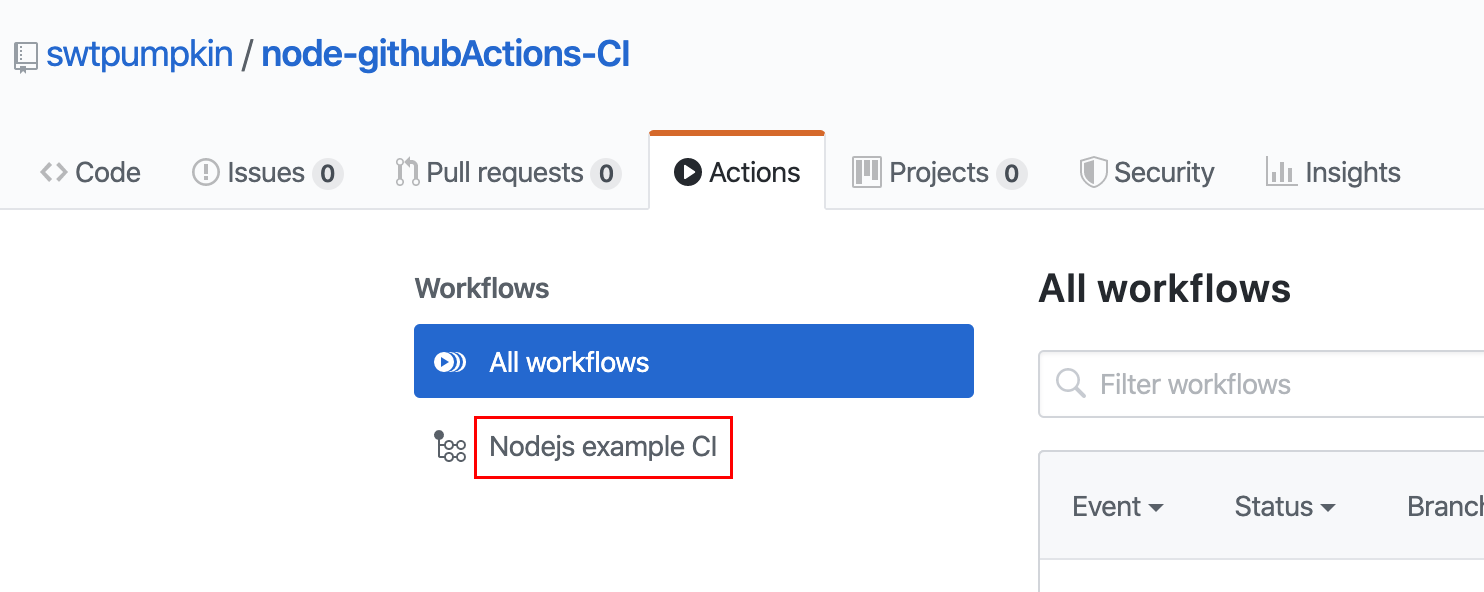 swtpumpkin / node-githubActions-CI
Code Issues 0 Pull requests 0 Actions Projects 0 Security Insights
Workflows
All workflows
Nodejs example CI
All workflows
Filter workflows
Event Status Branch